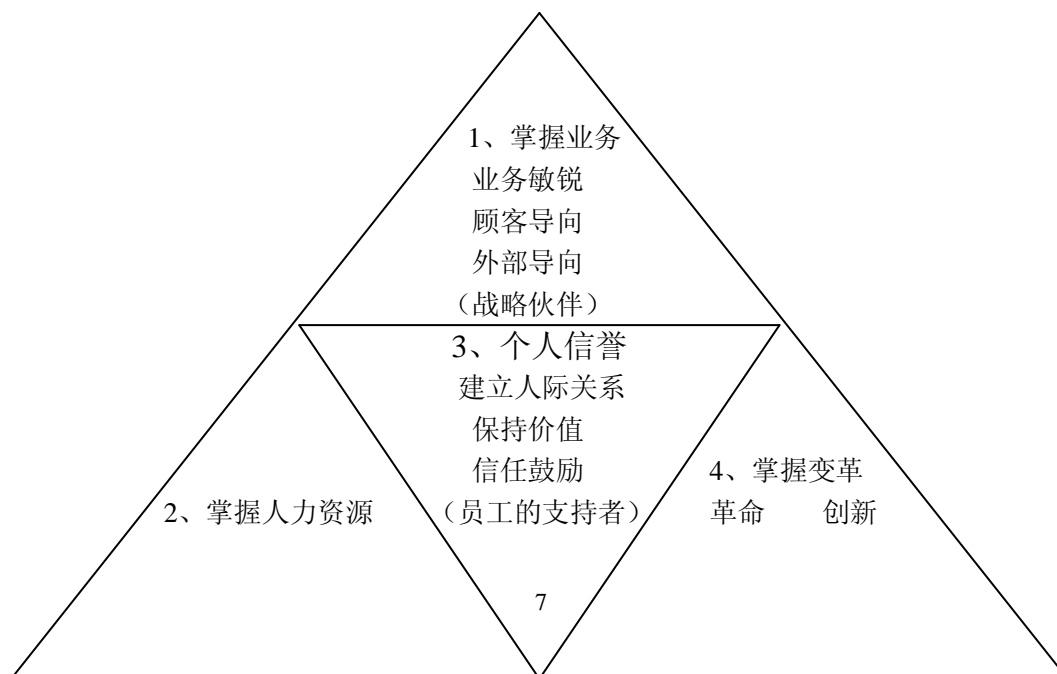 1、掌握业务
业务敏锐
顾客导向
外部导向
（战略伙伴）
3、个人信誉
建立人际关系
保持价值
信任鼓励
（员工的支持者）
2、掌握人力资源
4、掌握变革
革命 创新
7